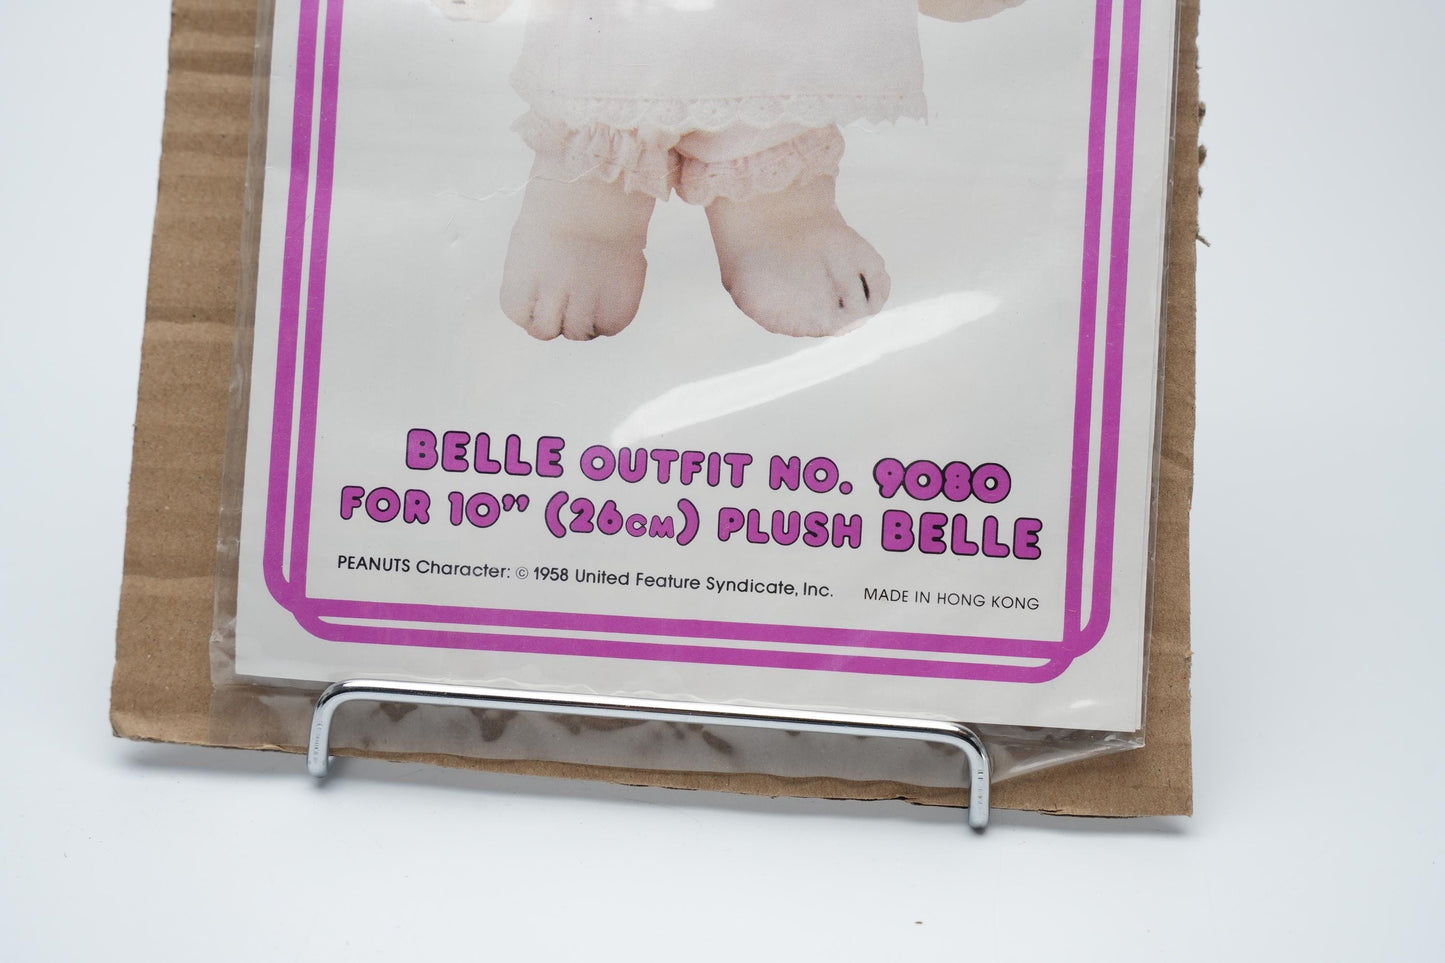 BELLE OUTFIT NO. 9080
FOR 10” (26CM) PLUSH BELLE
PEANUTS Character: © 1958 United Feature Syndicate, Inc. MADE IN HONG KONG